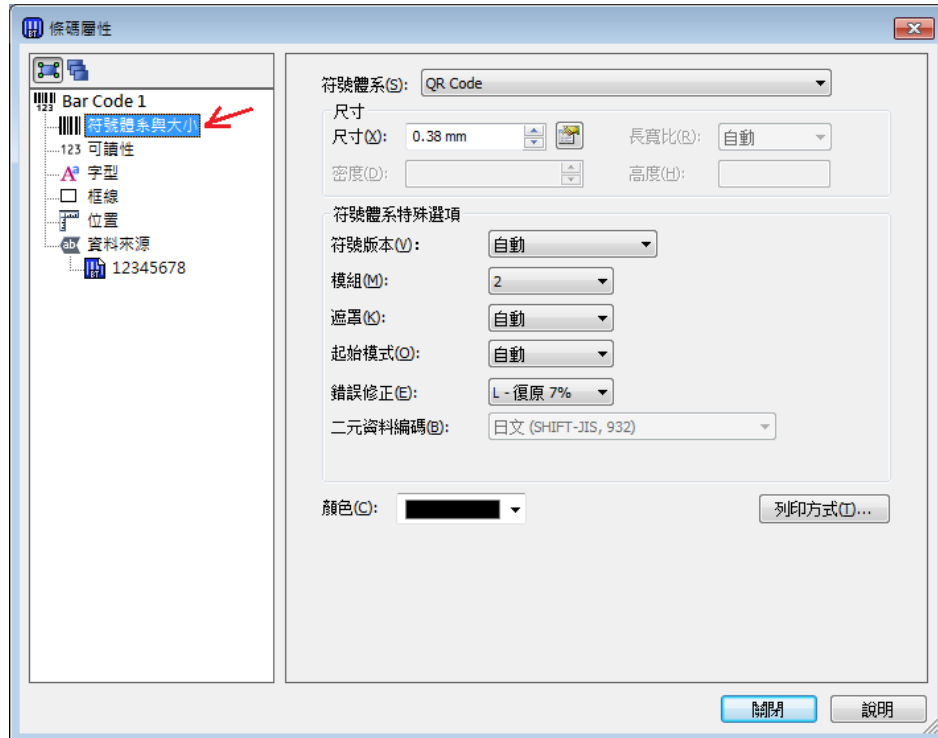 條碼屬性
Bar Code 1
符號體系與大小
123 可讀性
字型
框線
位置
資料來源
12345678
符號體系(S): QR Code
尺寸
尺寸(X): 0.38 mm 長寬比(R): 自動
密度(D): 高度(H):
符號體系特殊選項
符號版本(V): 自動
模組(M): 2
遮罩(K): 自動
起始模式(O): 自動
錯誤修正(E): L - 復原 7%
二元資料編碼(B): 日文 (SHIFT-JIS, 932)
顏色(C): 列印方式(T)...
關閉 說明